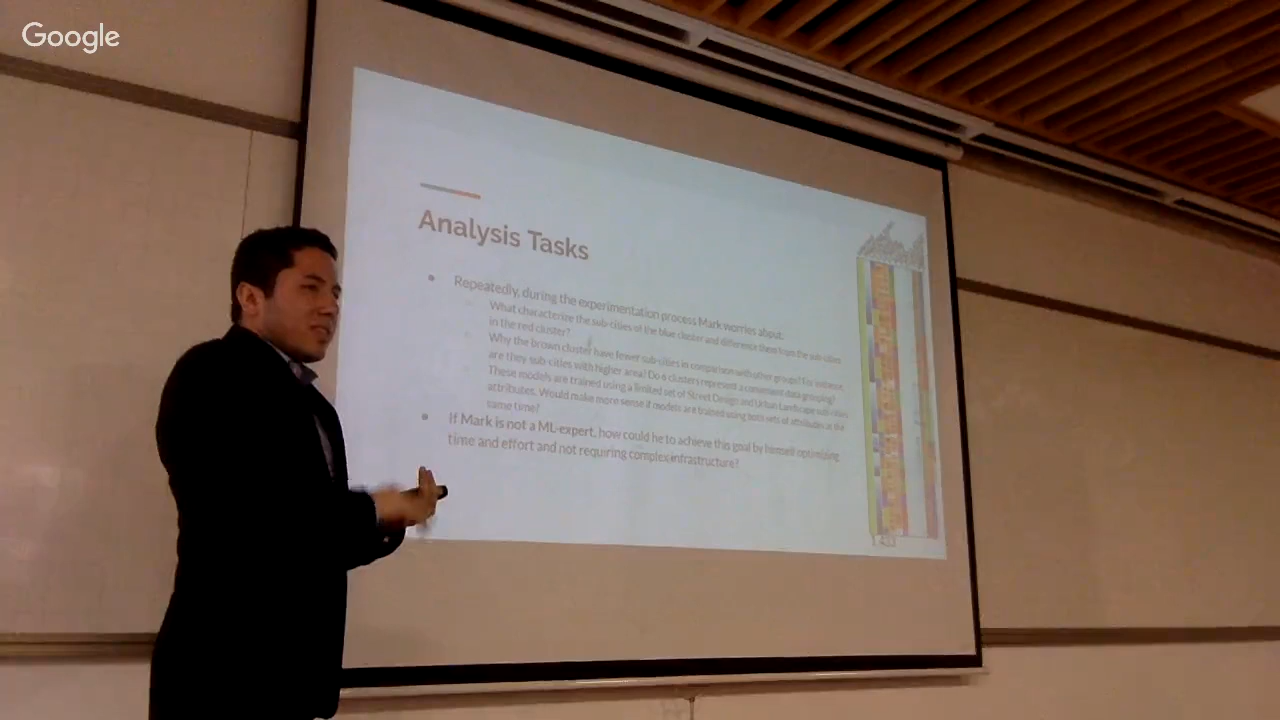 Google
Analysis Tasks
Repeatedly, during the experimentation process Mark worries about:
What characterize the sub-cities of the blue cluster and difference them from the sub-cities
in the red cluster?
Why the brown cluster have fewer sub-cities in comparison with other groups? For instance,
are they sub-cities with higher area? Do 6 clusters represent a convenient data grouping?
These models are trained using a limited set of Street Design and Urban Landscape sub-cities
attributes. Would make more sense if models are trained using both sets of attributes at the
same time?
If Mark is not a ML-expert, how could he to achieve this goal by himself optimizing
time and effort and not requiring complex infrastructure?